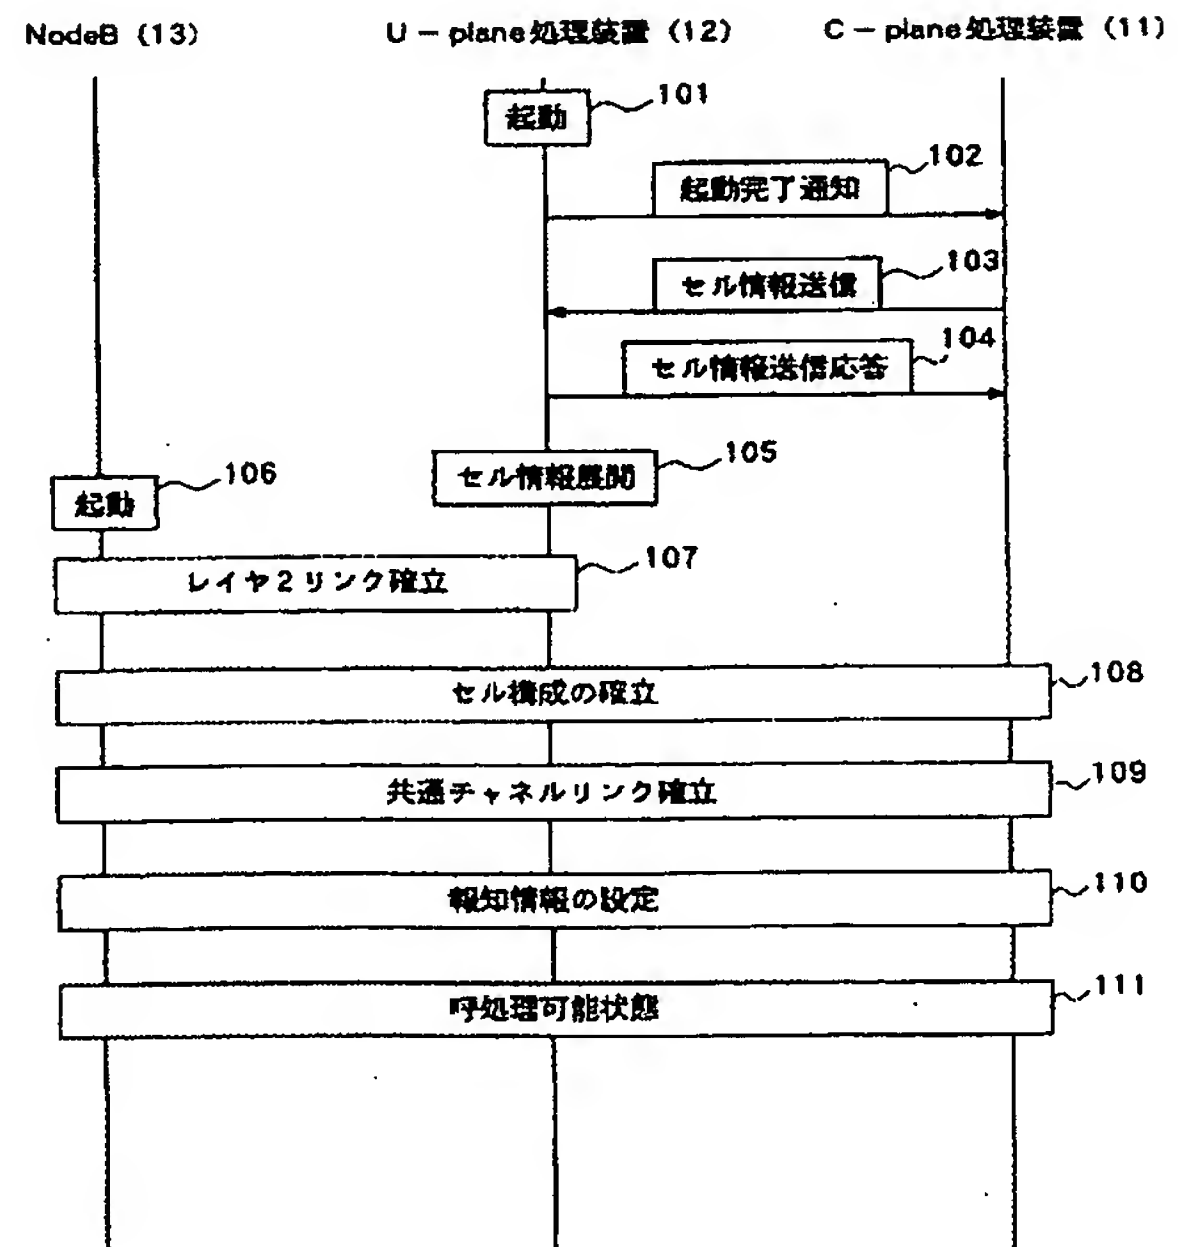 NodeB（13）
U－plane処理装置（12）
C－plane処理装置（11）
起動
101
起動完了通知
102
セル情報送信
103
セル情報送信応答
104
セル情報展開
105
起動
106
レイヤ2リンク確立
107
セル構成の確立
108
共通チャネルリンク確立
109
報知情報の設定
110
呼処理可能状態
111